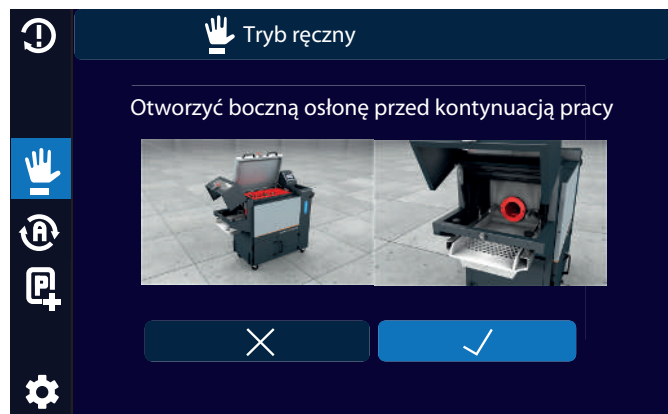 Tryb ręczny
Otworzyć boczną osłonę przed kontynuacją pracy
A
P